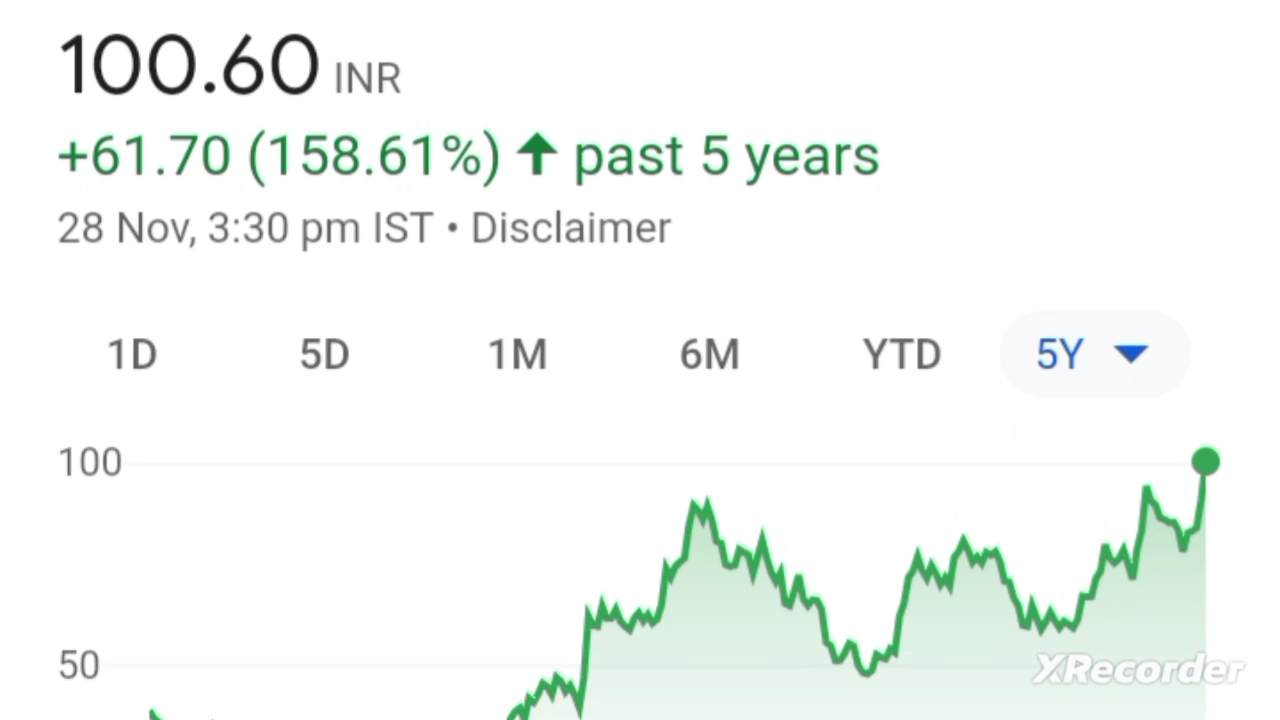 100.60 INR
+61.70 (158.61%) ↑ past 5 years
28 Nov, 3:30 pm IST • Disclaimer
1D 5D 1M 6M YTD 5Y
100
50
XRecorder